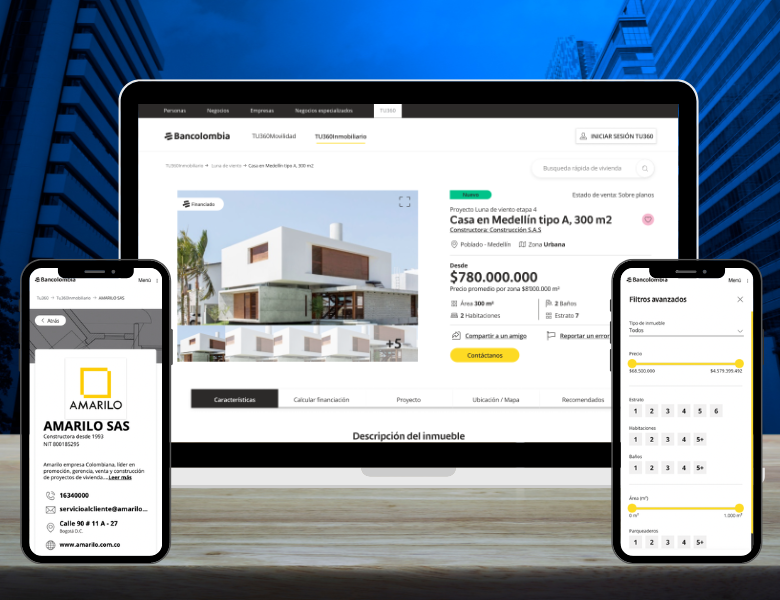 Personas Negocios Empresas Negocios especializados TU360
Bancolombia TU360Movilidad TU360Inmobiliario INICIAR SESIÓN TU360
TU360Inmobiliario → Luna de viento → Casa en Medellín tipo A, 300 m2
Busqueda rápida de vivienda
Financiado
Nuevo
Estado de venta: Sobre planos
Proyecto Luna de viento etapa 4
Casa en Medellín tipo A, 300 m2
Constructora: Construcción S.A.S
Poblado - Medellín Zona Urbana
Desde
$780.000.000
Precio promedio por zona $8'900.000 m²
Área 300 m² 2 Baños
2 Habitaciones Estrato 7
Compartir a un amigo Reportar un error
Contáctanos
+5
Características Calcular financiación Proyecto Ubicación / Mapa Recomendados
Descripción del inmueble
Bancolombia Menú
TU360 → Tu360Inmobiliario → AMARILO SAS
Atrás
AMARILO
AMARILO SAS
Constructora desde 1993
NIT 800185295
Amarilo empresa Colombiana, líder en
promoción, gerencia, venta y construcción
de proyectos de vivienda....Leer más
16340000
servicioalcliente@amarilo...
Calle 90 # 11 A - 27
Bogotá D.C.
www.amarilo.com.co
Bancolombia Menú
Filtros avanzados
Tipo de inmueble
Todos
Precio
$68.520.000 $4.579.399.492
Estrato
1 2 3 4 5 6
Habitaciones
1 2 3 4 5+
Baños
1 2 3 4 5+
Área (m²)
0 m² 1.000 m²
Parqueaderos
1 2 3 4 5+